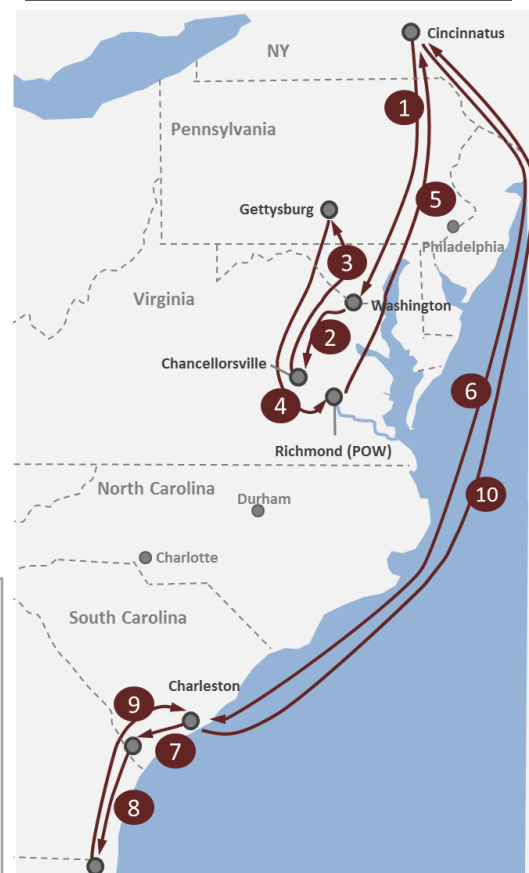 Cincinnatus
NY
1
Pennsylvania
5
Gettysburg
Philadelphia
3
Virginia
Washington
2
Chancellorsville
6
4
Richmond (POW)
North Carolina
10
Durham
Charlotte
South Carolina
Charleston
9
7
8